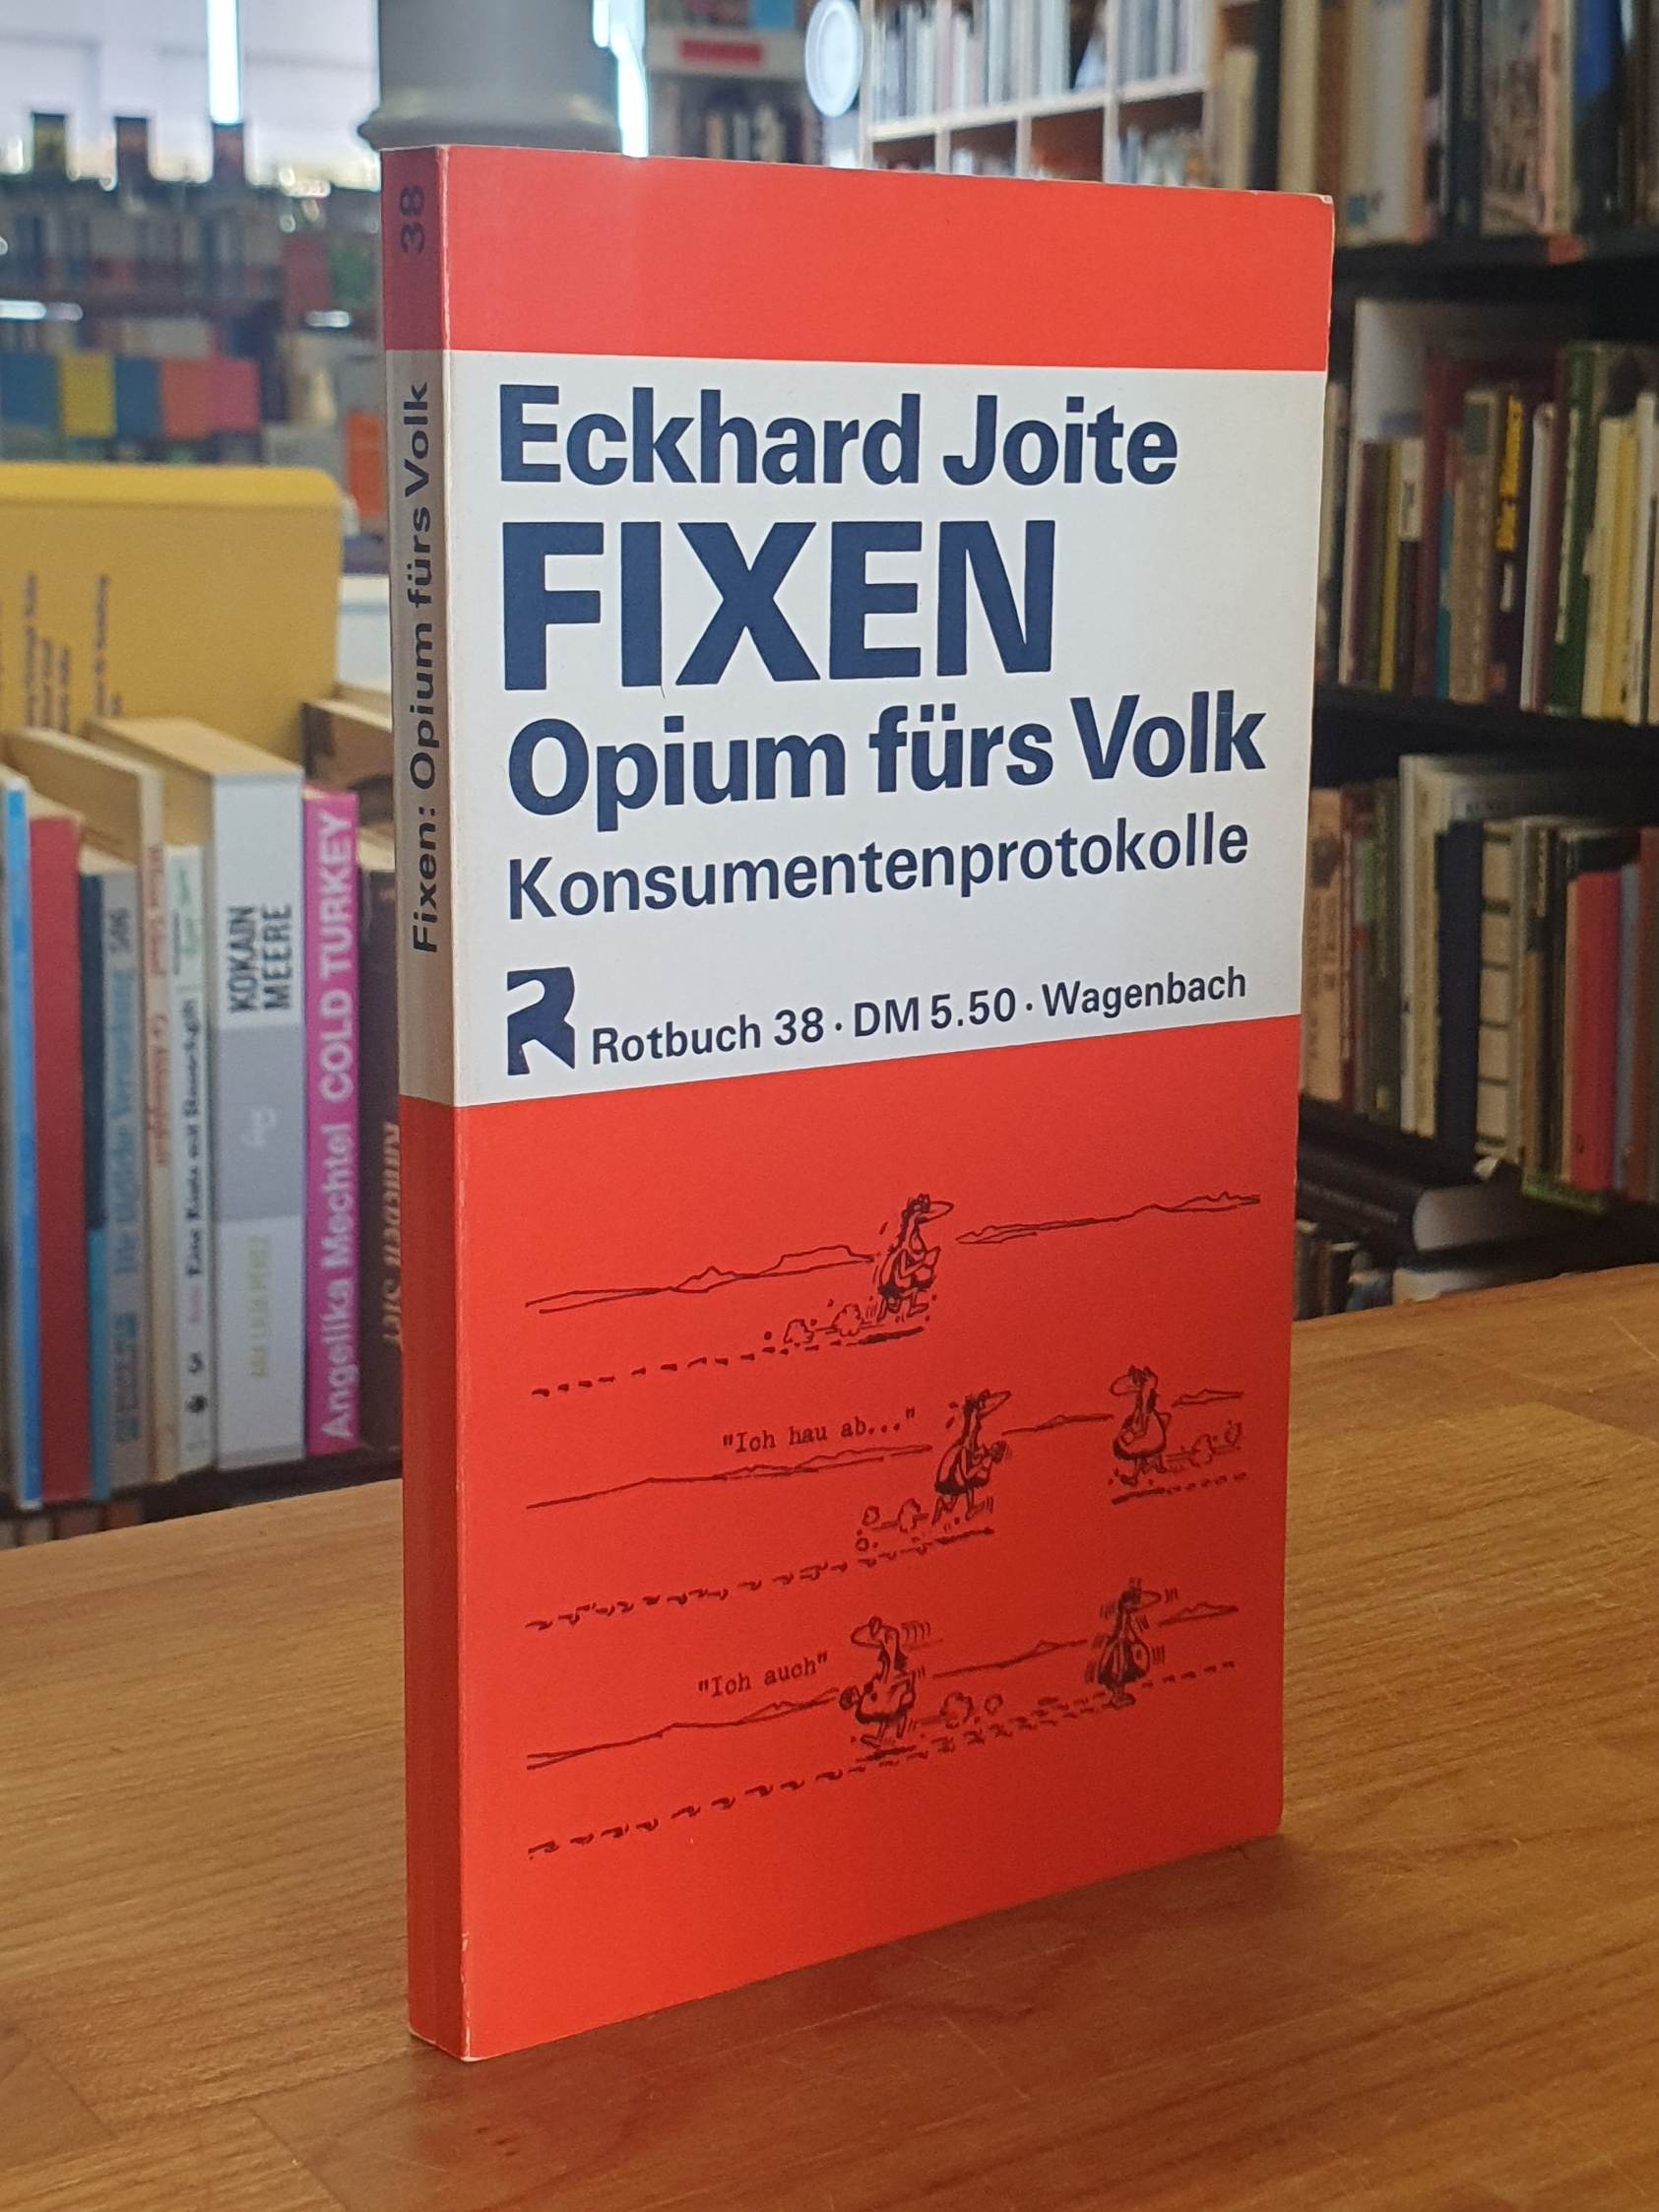 38
Fixen: Opium fürs Volk
Eckhard Joite
FIXEN
Opium fürs Volk
Konsumentenprotokolle
Rotbuch 38 · DM 5.50 · Wagenbach
"Ich hau ab..."
"Ich auch"
KOKAIN
MEERE
Angelika Mechtel COLD TURKEY